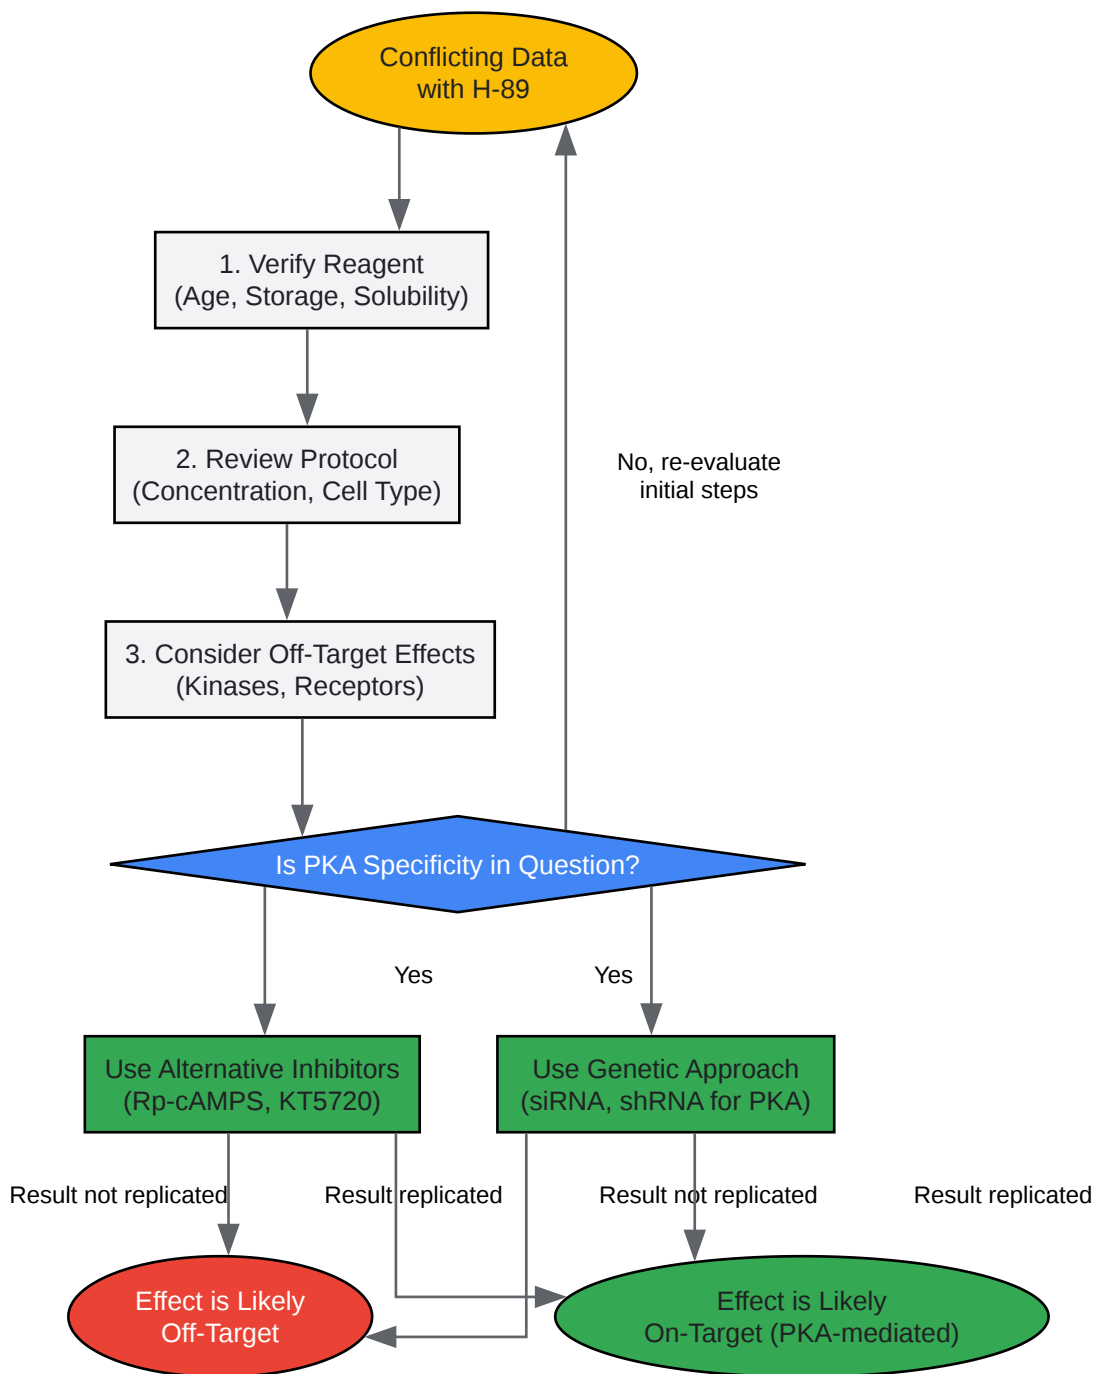 Conflicting Data
with H-89
1. Verify Reagent
(Age, Storage, Solubility)
2. Review Protocol
(Concentration, Cell Type)
No, re-evaluate
initial steps
3. Consider Off-Target Effects
(Kinases, Receptors)
Is PKA Specificity in Question?
Yes
Yes
Use Alternative Inhibitors
(Rp-cAMPS, KT5720)
Use Genetic Approach
(siRNA, shRNA for PKA)
Result not replicated
Result replicated
Result not replicated
Result replicated
Effect is Likely
Off-Target
Effect is Likely
On-Target (PKA-mediated)